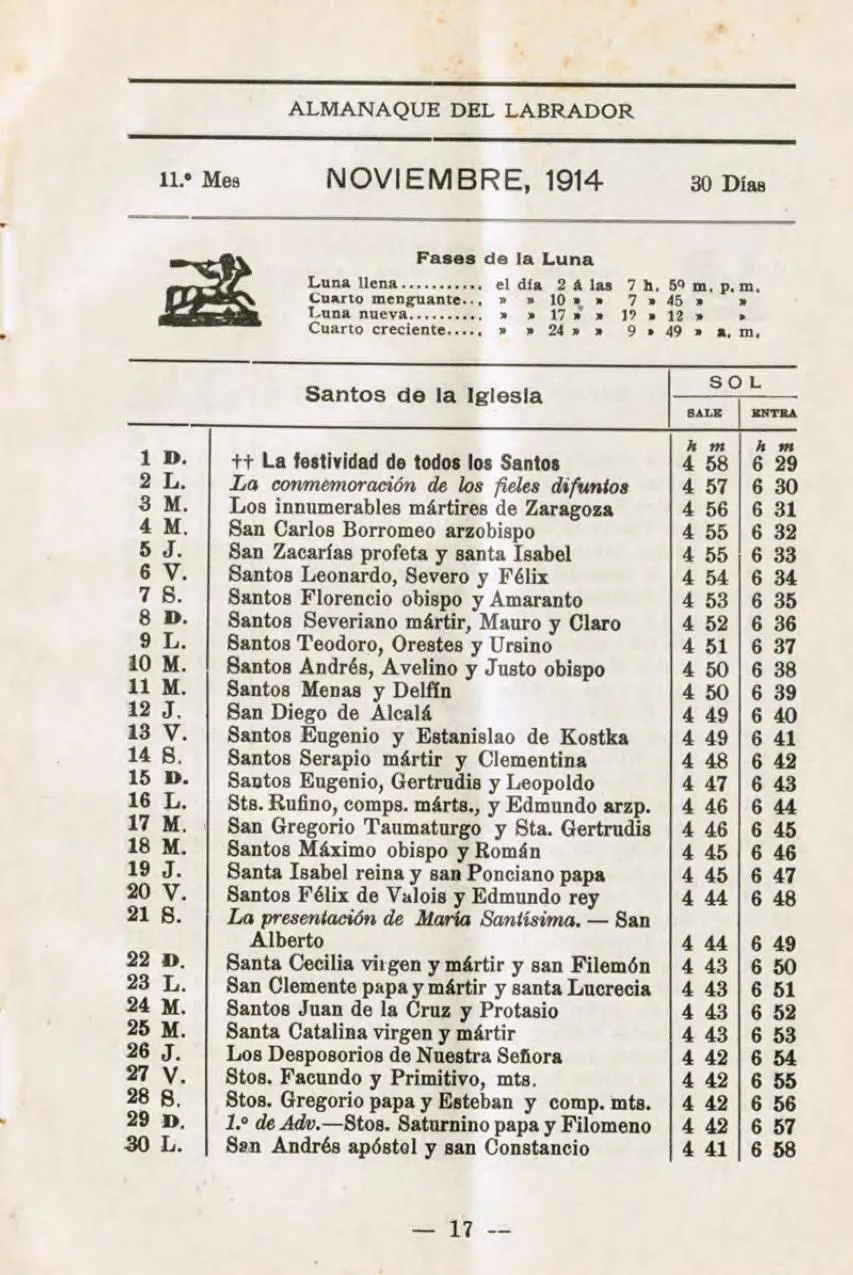 ALMANAQUE DEL LABRADOR
11.º Mes NOVIEMBRE, 1914 30 Días
Fases de la Luna
Luna llena........... el día 2 á las 7 h. 59 m. p. m.
Cuarto menguante... » » 10 » » 7 » 45 » »
Luna nueva.......... » » 17 » » 12 » 12 » »
Cuarto creciente..... » » 24 » » 9 » 49 » a. m.
Santos de la Iglesia SOL
SALE ENTRA
h m h m
1 D. †† La festividad de todos los Santos 4 58 6 29
2 L. La conmemoración de los fieles difuntos 4 57 6 30
3 M. Los innumerables mártires de Zaragoza 4 56 6 31
4 M. San Carlos Borromeo arzobispo 4 55 6 32
5 J. San Zacarías profeta y santa Isabel 4 55 6 33
6 V. Santos Leonardo, Severo y Félix 4 54 6 34
7 S. Santos Florencio obispo y Amaranto 4 53 6 35
8 D. Santos Severiano mártir, Mauro y Claro 4 52 6 36
9 L. Santos Teodoro, Orestes y Ursino 4 51 6 37
10 M. Santos Andrés, Avelino y Justo obispo 4 50 6 38
11 M. Santos Menas y Delfín 4 50 6 39
12 J. San Diego de Alcalá 4 49 6 40
13 V. Santos Eugenio y Estanislao de Kostka 4 49 6 41
14 S. Santos Serapio mártir y Clementina 4 48 6 42
15 D. Santos Eugenio, Gertrudis y Leopoldo 4 47 6 43
16 L. Sts. Rufino, comps. márts., y Edmundo arzp. 4 46 6 44
17 M. San Gregorio Taumaturgo y Sta. Gertrudis 4 46 6 45
18 M. Santos Máximo obispo y Román 4 45 6 46
19 J. Santa Isabel reina y san Ponciano papa 4 45 6 47
20 V. Santos Félix de Valois y Edmundo rey 4 44 6 48
21 S. La presentación de María Santísima. — San
Alberto 4 44 6 49
22 D. Santa Cecilia virgen y mártir y san Filemón 4 43 6 50
23 L. San Clemente papa y mártir y santa Lucrecia 4 43 6 51
24 M. Santos Juan de la Cruz y Protasio 4 43 6 52
25 M. Santa Catalina virgen y mártir 4 43 6 53
26 J. Los Desposorios de Nuestra Señora 4 42 6 54
27 V. Stos. Facundo y Primitivo, mts. 4 42 6 55
28 S. Stos. Gregorio papa y Esteban y comp. mts. 4 42 6 56
29 D. 1.º de Adv.—Stos. Saturnino papa y Filomeno 4 42 6 57
30 L. San Andrés apóstol y san Constancio 4 41 6 58
— 17 —